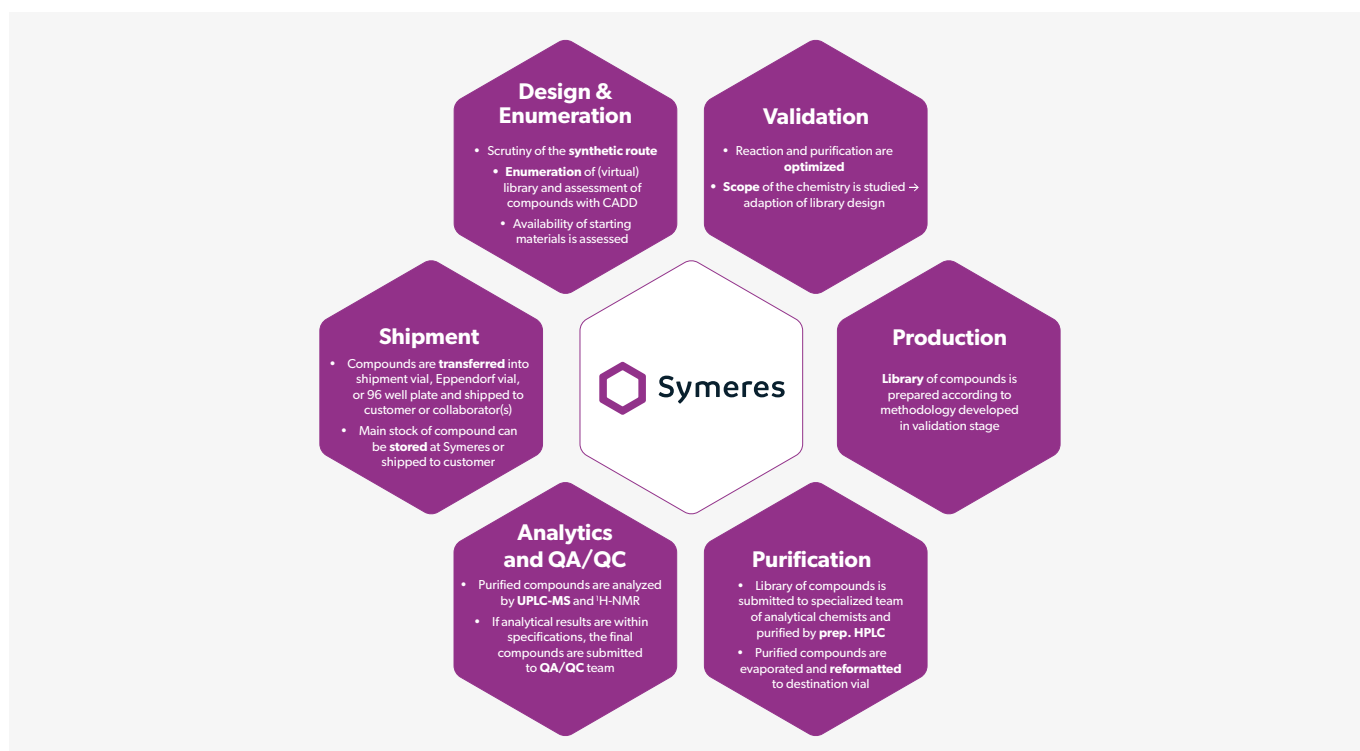 Design &
Enumeration
• Scrutiny of the synthetic route
• Enumeration of (virtual)
library and assessment of
compounds with CADD
• Availability of starting
materials is assessed
Validation
• Reaction and purification are
optimized
• Scope of the chemistry is studied →
adaption of library design
Shipment
• Compounds are transferred into
shipment vial, Eppendorf vial,
or 96 well plate and shipped to
customer or collaborator(s)
• Main stock of compound can
be stored at Symeres or
shipped to customer
Symeres
Production
Library of compounds is
prepared according to
methodology developed
in validation stage
Analytics
and QA/QC
• Purified compounds are analyzed
by UPLC-MS and ¹H-NMR
• If analytical results are within
specifications, the final
compounds are submitted
to QA/QC team
Purification
• Library of compounds is
submitted to specialized team
of analytical chemists and
purified by prep. HPLC
• Purified compounds are
evaporated and reformatted
to destination vial